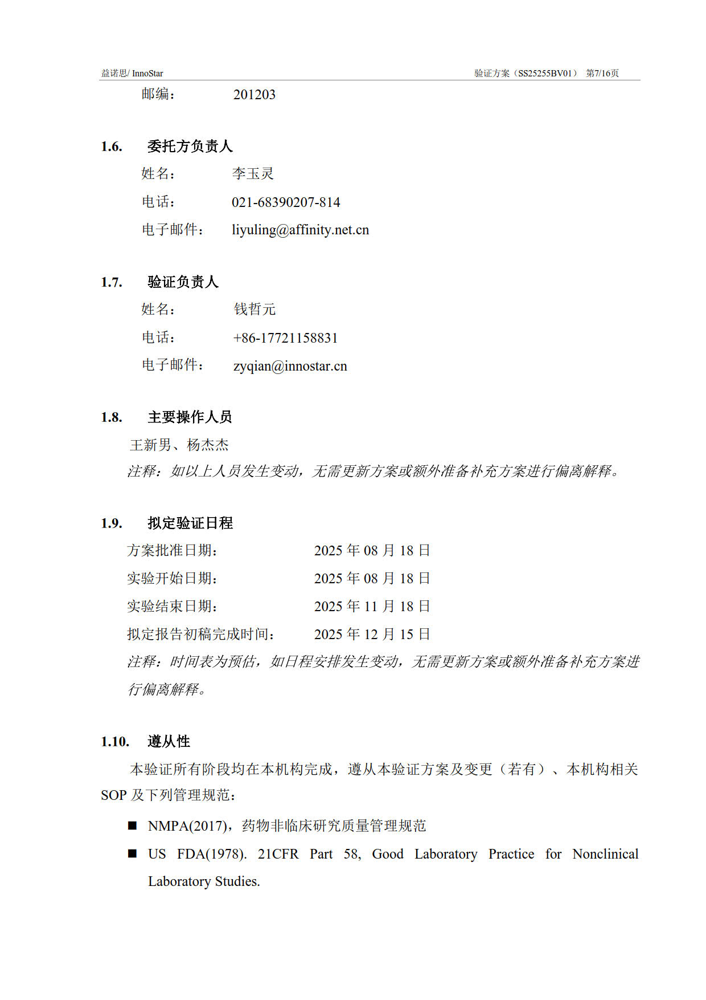 益诺思/ InnoStar 验证方案（SS25255BV01） 第7/16页
邮编： 201203
1.6. 委托方负责人
姓名： 李玉灵
电话： 021-68390207-814
电子邮件： liyuling@affinity.net.cn
1.7. 验证负责人
姓名： 钱哲元
电话： +86-17721158831
电子邮件： zyqian@innostar.cn
1.8. 主要操作人员
王新男、杨杰杰
注释：如以上人员发生变动，无需更新方案或额外准备补充方案进行偏离解释。
1.9. 拟定验证日程
方案批准日期： 2025 年 08 月 18 日
实验开始日期： 2025 年 08 月 18 日
实验结束日期： 2025 年 11 月 18 日
拟定报告初稿完成时间： 2025 年 12 月 15 日
注释：时间表为预估，如日程安排发生变动，无需更新方案或额外准备补充方案进
行偏离解释。
1.10. 遵从性
本验证所有阶段均在本机构完成，遵从本验证方案及变更（若有）、本机构相关
SOP 及下列管理规范：
■ NMPA(2017)，药物非临床研究质量管理规范
■ US FDA(1978). 21CFR Part 58, Good Laboratory Practice for Nonclinical
Laboratory Studies.